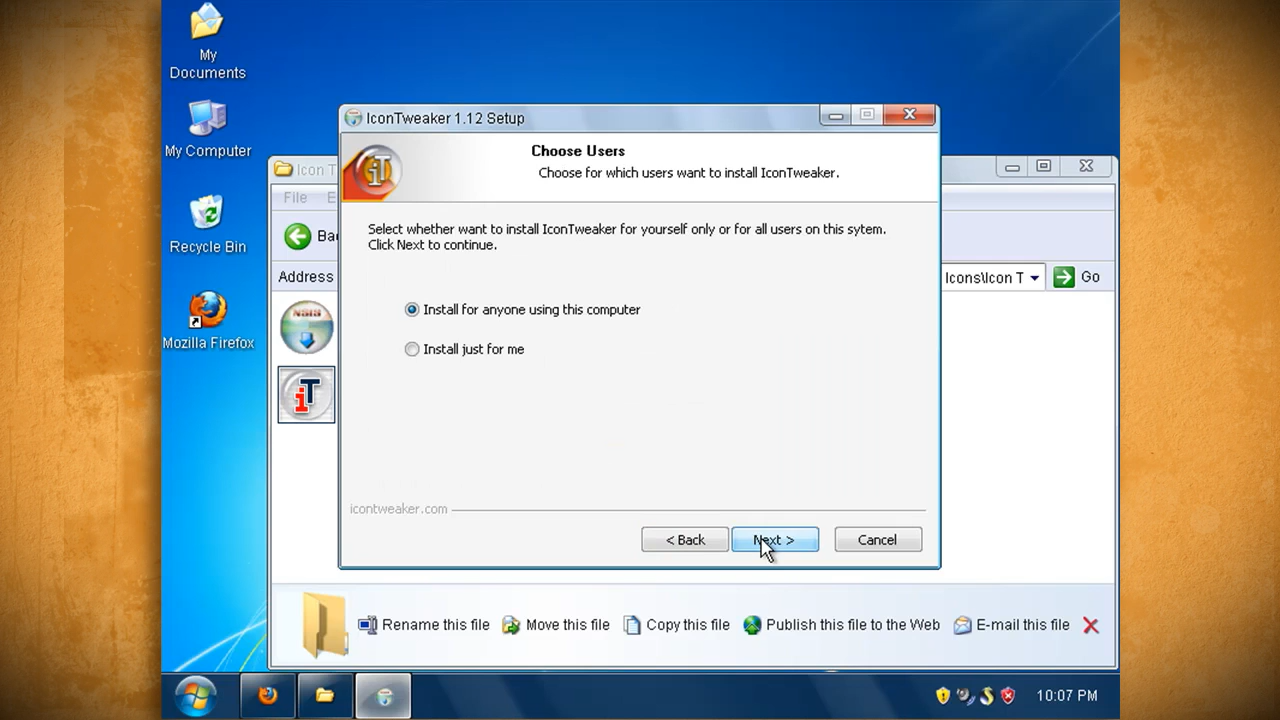 My
Documents
My Computer
Recycle Bin
Mozilla Firefox
Icon T
File E
Address
Icons\Icon T Go
NSIS
iT
IconTweaker 1.12 Setup
iT
Choose Users
Choose for which users want to install IconTweaker.
Select whether want to install IconTweaker for yourself only or for all users on this sytem.
Click Next to continue.
Install for anyone using this computer
Install just for me
icontweaker.com
< Back Next > Cancel
Rename this file Move this file Copy this file Publish this file to the Web E-mail this file
10:07 PM